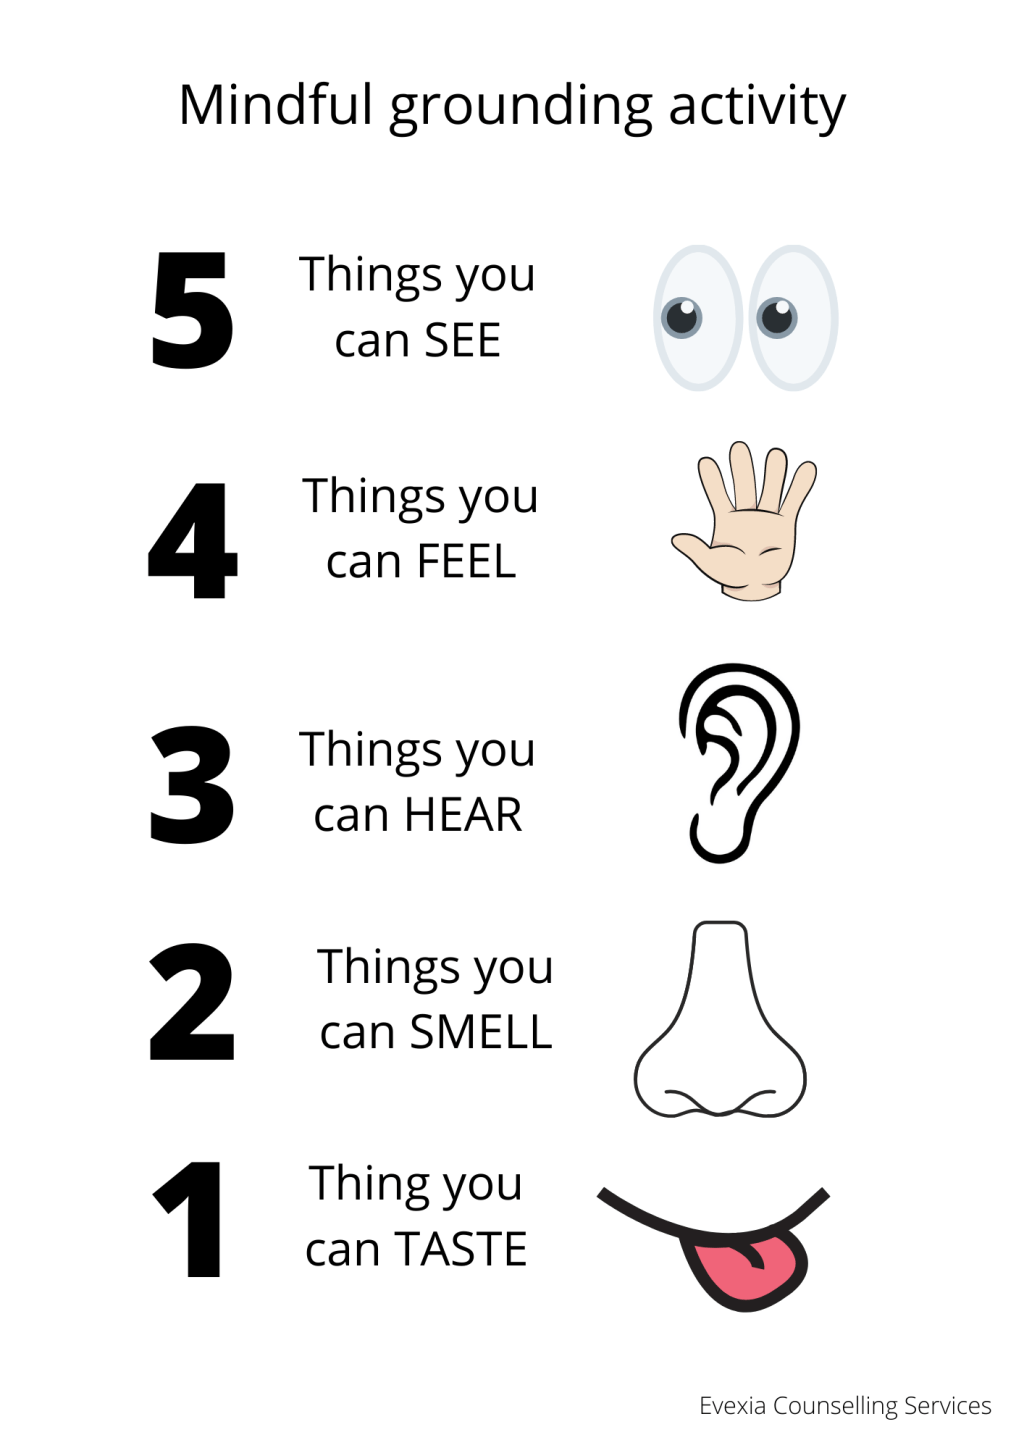 Mindful grounding activity
5
Things you
can SEE
4
Things you
can FEEL
3
Things you
can HEAR
2
Things you
can SMELL
1
Thing you
can TASTE
Evexia Counselling Services